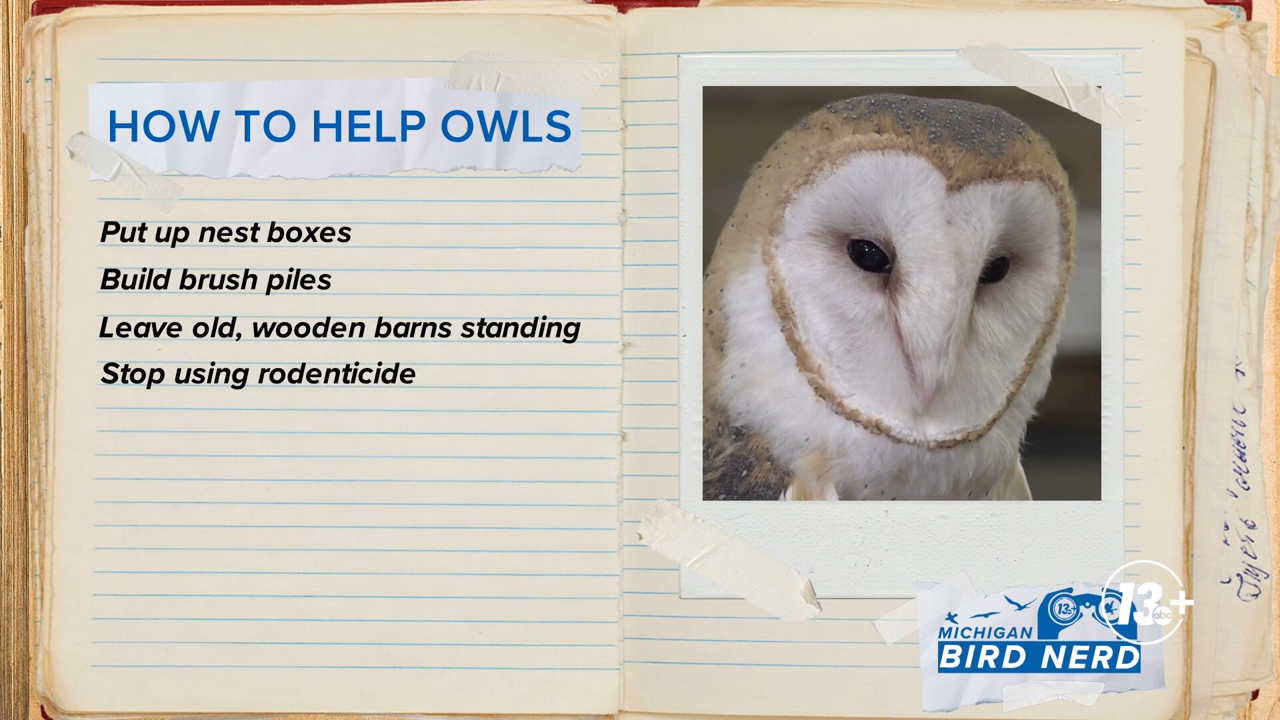 HOW TO HELP OWLS
Put up nest boxes
Build brush piles
Leave old, wooden barns standing
Stop using rodenticide
MICHIGAN
BIRD NERD
13+
abc